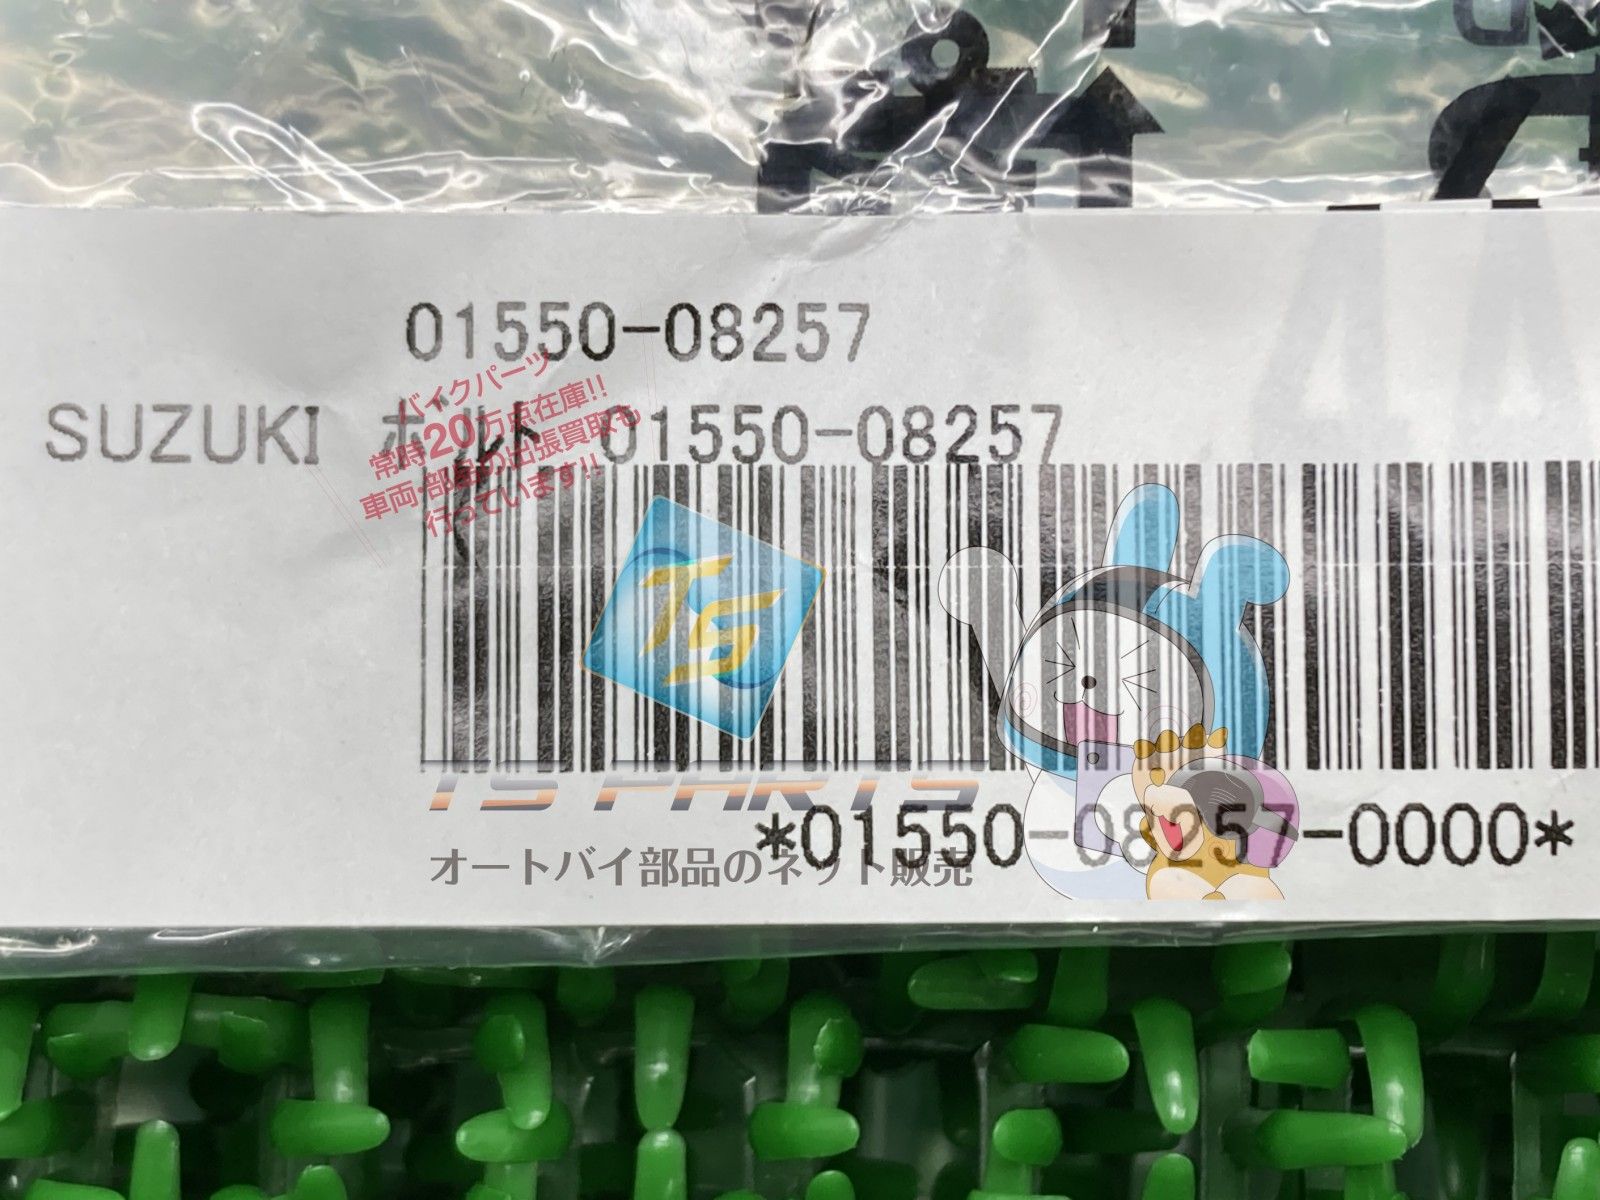 01550-08257
SUZUKI ボルト 01550-08257
バイクパーツ
常時20万点在庫!!
車両・部品の出張買取も
行っています!!
TS
TS PARTS
*01550-08257-0000*
オートバイ部品のネット販売